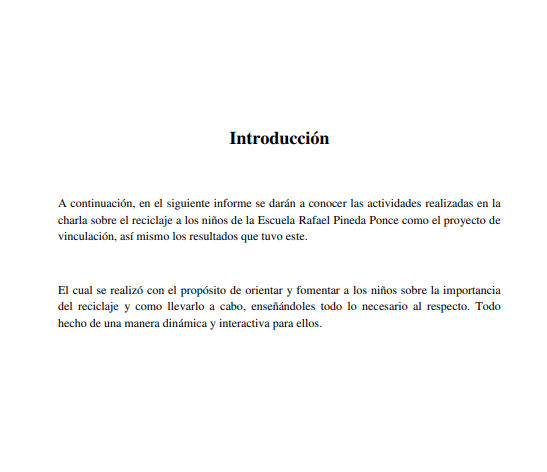 Introducción
A continuación, en el siguiente informe se darán a conocer las actividades realizadas en la
charla sobre el reciclaje a los niños de la Escuela Rafael Pineda Ponce como el proyecto de
vinculación, así mismo los resultados que tuvo este.
El cual se realizó con el propósito de orientar y fomentar a los niños sobre la importancia
del reciclaje y como llevarlo a cabo, enseñándoles todo lo necesario al respecto. Todo
hecho de una manera dinámica y interactiva para ellos.